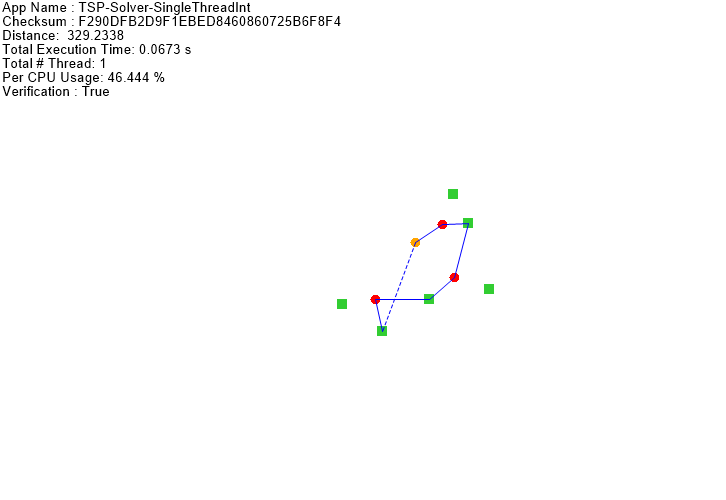 App Name : TSP-Solver-SingleThreadInt
Checksum : F290DFB2D9F1EBED8460860725B6F8F4
Distance:  329.2338
Total Execution Time: 0.0673 s
Total # Thread: 1
Per CPU Usage: 46.444 %
Verification : True